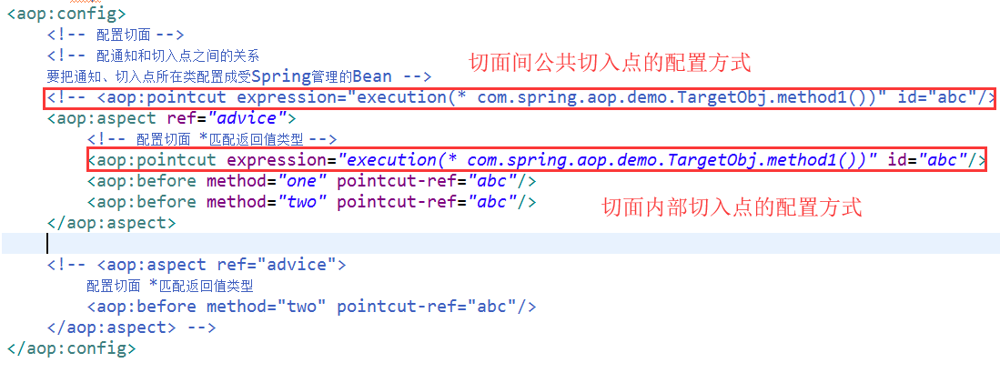 <aop:config>
<!-- 配置切面 -->
<!-- 配通知和切入点之间的关系
切面间公共切入点的配置方式
要把通知、切入点所在类配置成受Spring管理的Bean -->
<!-- <aop:pointcut expression="execution(* com.spring.aop.demo.TargetObj.method1())" id="abc"/>
<aop:aspect ref="advice">
<!-- 配置切面 *匹配返回值类型 -->
<aop:pointcut expression="execution(* com.spring.aop.demo.TargetObj.method1())" id="abc"/>
<aop:before method="one" pointcut-ref="abc"/>
<aop:before method="two" pointcut-ref="abc"/>
切面内部切入点的配置方式
</aop:aspect>
<!-- <aop:aspect ref="advice">
配置切面 *匹配返回值类型
<aop:before method="two" pointcut-ref="abc"/>
</aop:aspect> -->
</aop:config>